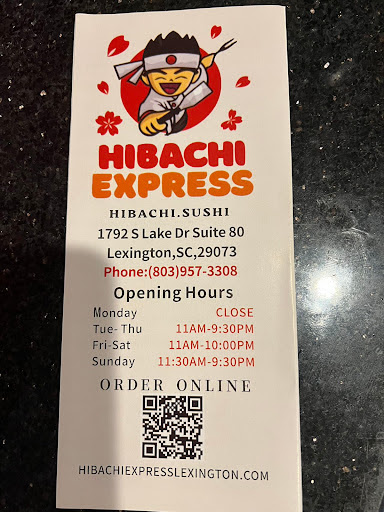 HIBACHI
EXPRESS
HIBACHI.SUSHI
1792 S Lake Dr Suite 80
Lexington,SC,29073
Phone:(803)957-3308
Opening Hours
Monday CLOSE
Tue- Thu 11AM-9:30PM
Fri-Sat 11AM-10:00PM
Sunday 11:30AM-9:30PM
ORDER ONLINE
HIBACHIEXPRESSLEXINGTON.COM